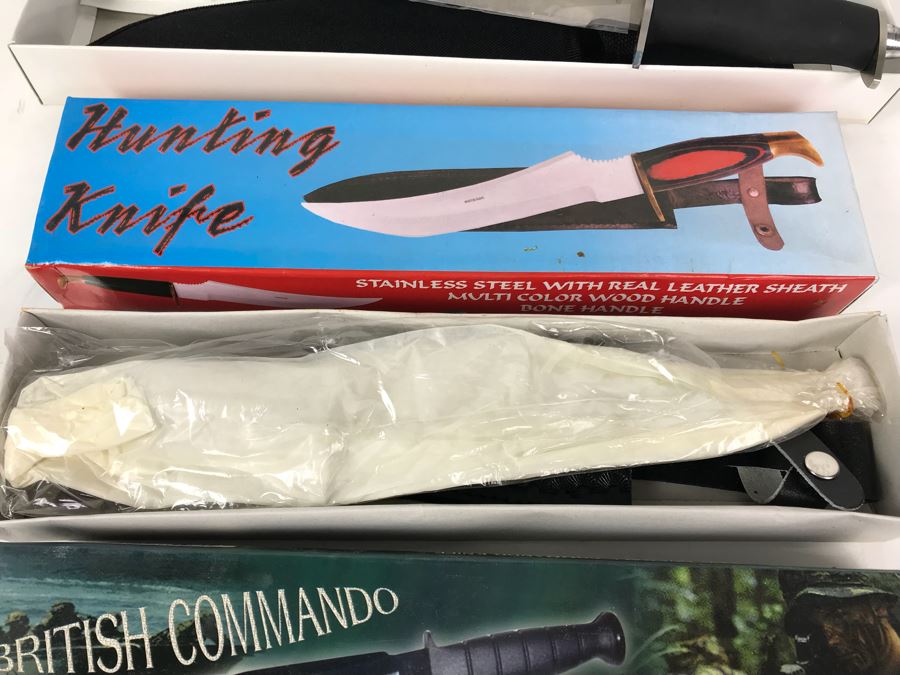 Hunting
Knife
STAINLESS STEEL WITH REAL LEATHER SHEATH
MULTI COLOR WOOD HANDLE
BONE HANDLE
BRITISH COMMANDO